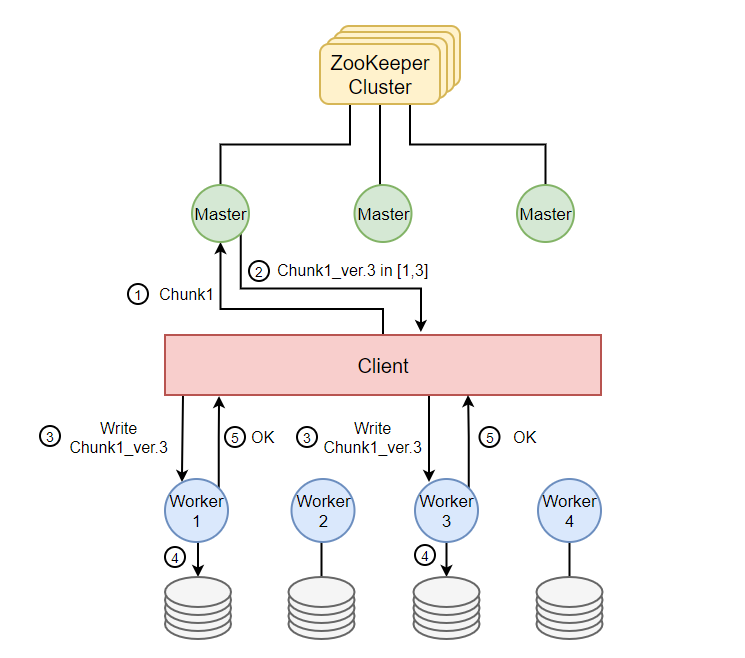 ZooKeeper
Cluster
Master
Master
Master
2 Chunk1_ver.3 in [1,3]
1 Chunk1
Client
3 Write
Chunk1_ver.3
5 OK
3 Write
Chunk1_ver.3
5 OK
Worker
1
Worker
2
Worker
3
Worker
4
4
4